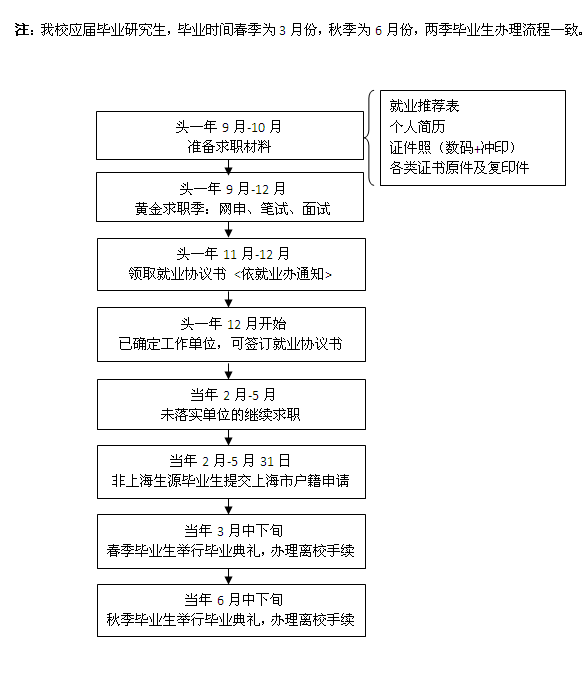 注：我校应届毕业研究生，毕业时间春季为3月份，秋季为6月份，两季毕业生办理流程一致。
头一年9月-10月
准备求职材料
就业推荐表
个人简历
证件照（数码+冲印）
各类证书原件及复印件
头一年9月-12月
黄金求职季：网申、笔试、面试
头一年11月-12月
领取就业协议书<依就业办通知>
头一年12月开始
已确定工作单位，可签订就业协议书
当年2月-5月
未落实单位的继续求职
当年2月-5月31日
非上海生源毕业生提交上海市户籍申请
当年3月中下旬
春季毕业生举行毕业典礼，办理离校手续
当年6月中下旬
秋季毕业生举行毕业典礼，办理离校手续